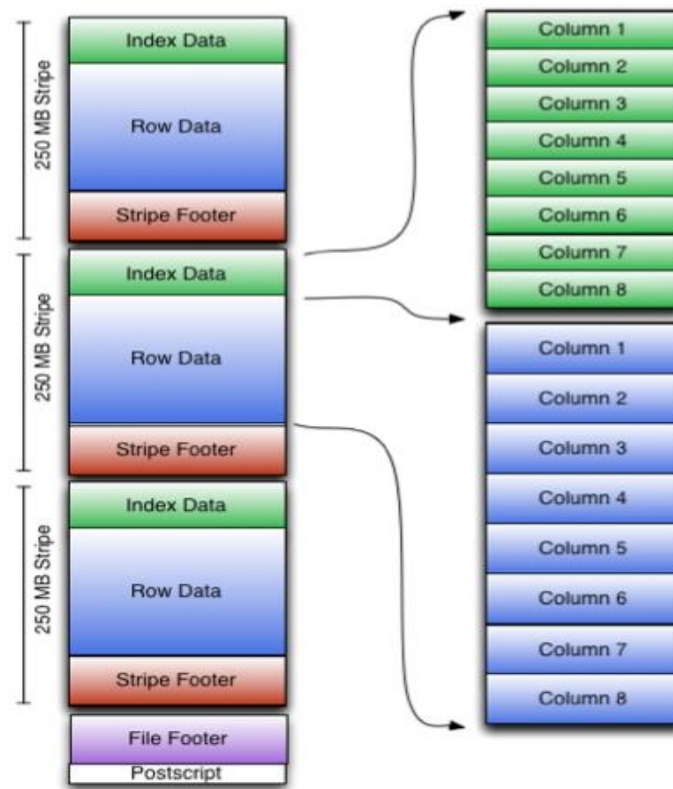 250 MB Stripe
Index Data
Row Data
Stripe Footer
250 MB Stripe
Index Data
Row Data
Stripe Footer
250 MB Stripe
Index Data
Row Data
Stripe Footer
File Footer
Postscript
Column 1
Column 2
Column 3
Column 4
Column 5
Column 6
Column 7
Column 8
Column 1
Column 2
Column 3
Column 4
Column 5
Column 6
Column 7
Column 8